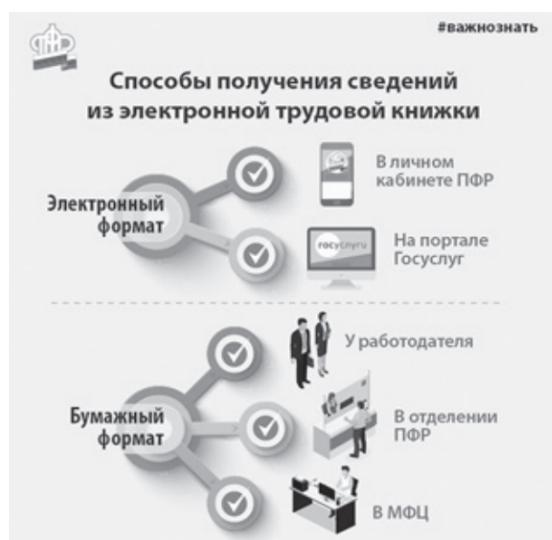 #важнознать
Способы получения сведений
из электронной трудовой книжки
Электронный
формат
В личном
кабинете ПФР
госуслуги
На портале
Госуслуг
Бумажный
формат
У работодателя
В отделении
ПФР
В МФЦ